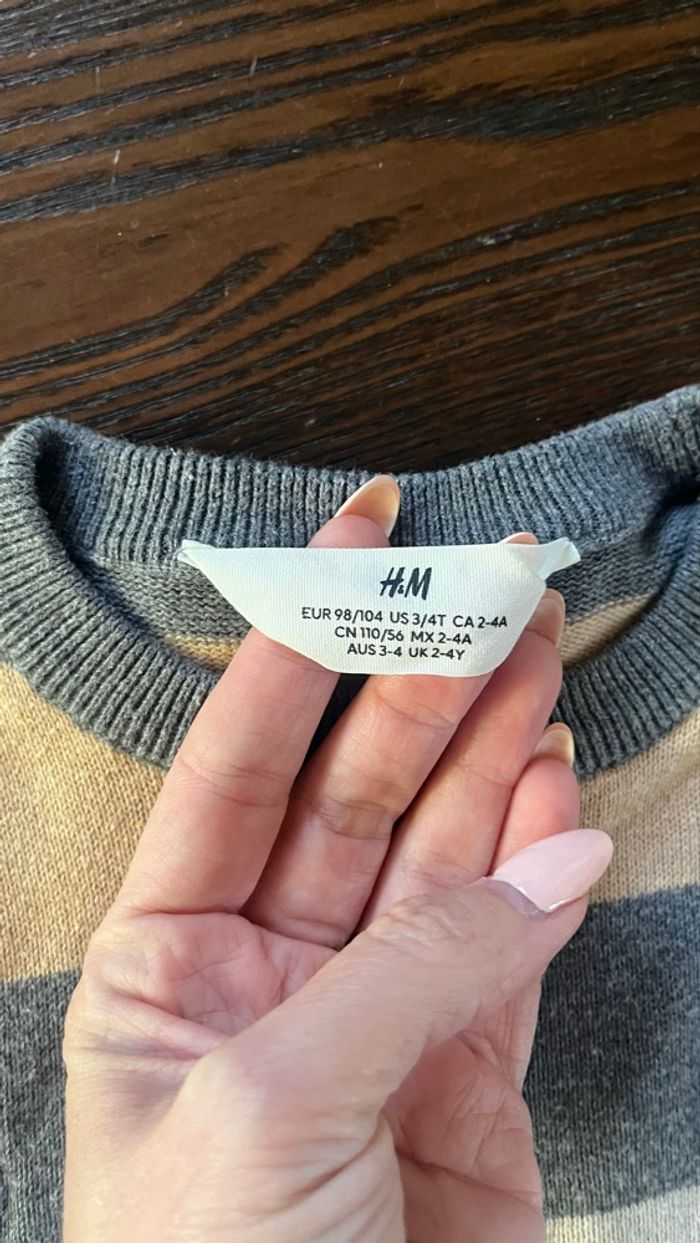 H&M
EUR 98/104 US 3/4T CA 2-4A
CN 110/56 MX 2-4A
AUS 3-4 UK 2-4Y